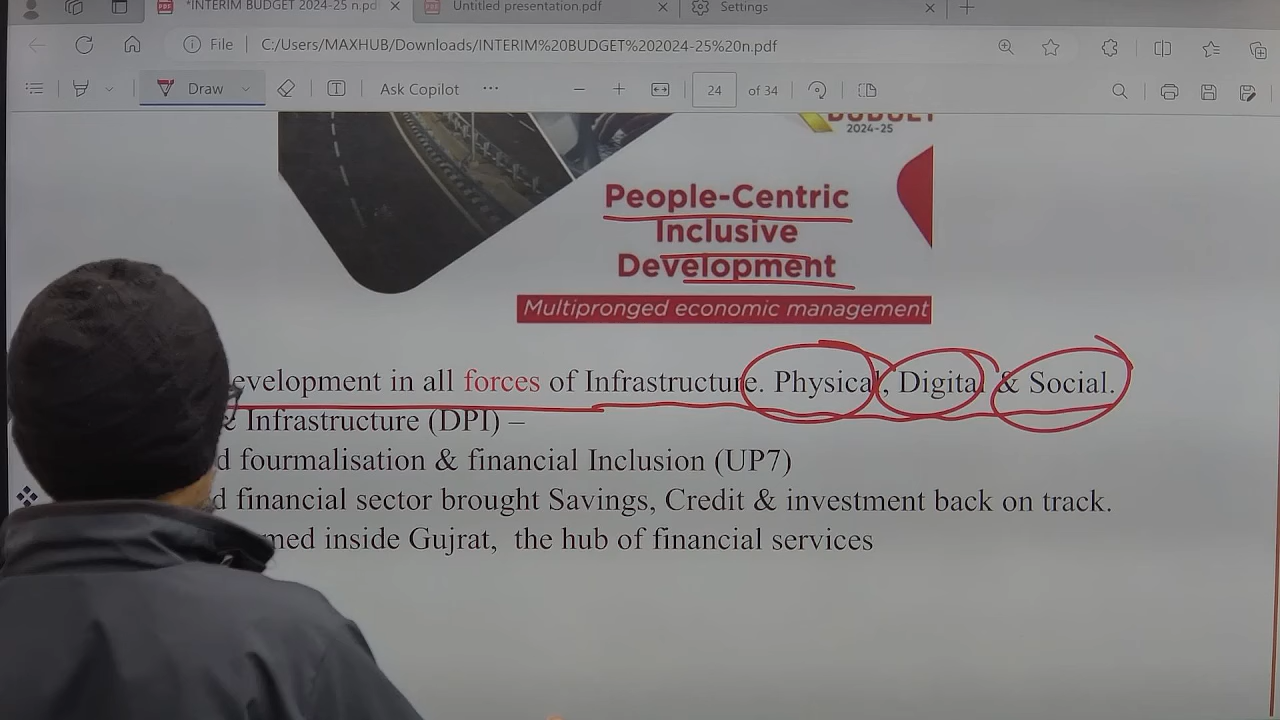 *INTERIM BUDGET 2024-25 n.pd
Untitled presentation.pdf
Settings
File
C:/Users/MAXHUB/Downloads/INTERIM%20BUDGET%202024-25%20n.pdf
Draw
Ask Copilot
24 of 34
BUDGET
2024-25
People-Centric
Inclusive
Development
Multipronged economic management
evelopment in all forces of Infrastructure. Physical, Digital & Social.
& Infrastructure (DPI) –
d fourmalisation & financial Inclusion (UP7)
d financial sector brought Savings, Credit & investment back on track.
med inside Gujrat, the hub of financial services